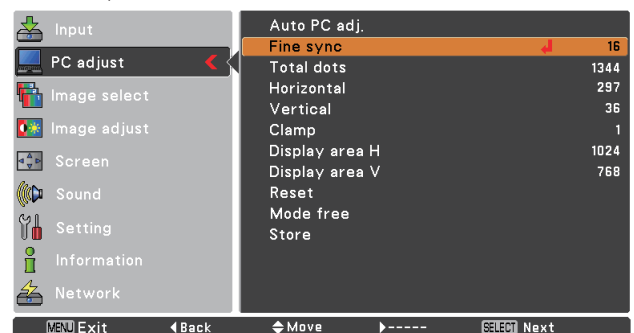 Input
PC adjust
Image select
Image adjust
Screen
Sound
Setting
Information
Network
Auto PC adj.
Fine sync 16
Total dots 1344
Horizontal 297
Vertical 36
Clamp 1
Display area H 1024
Display area V 768
Reset
Mode free
Store
MENU Exit ◀Back ◆Move ▶----- SELECT Next